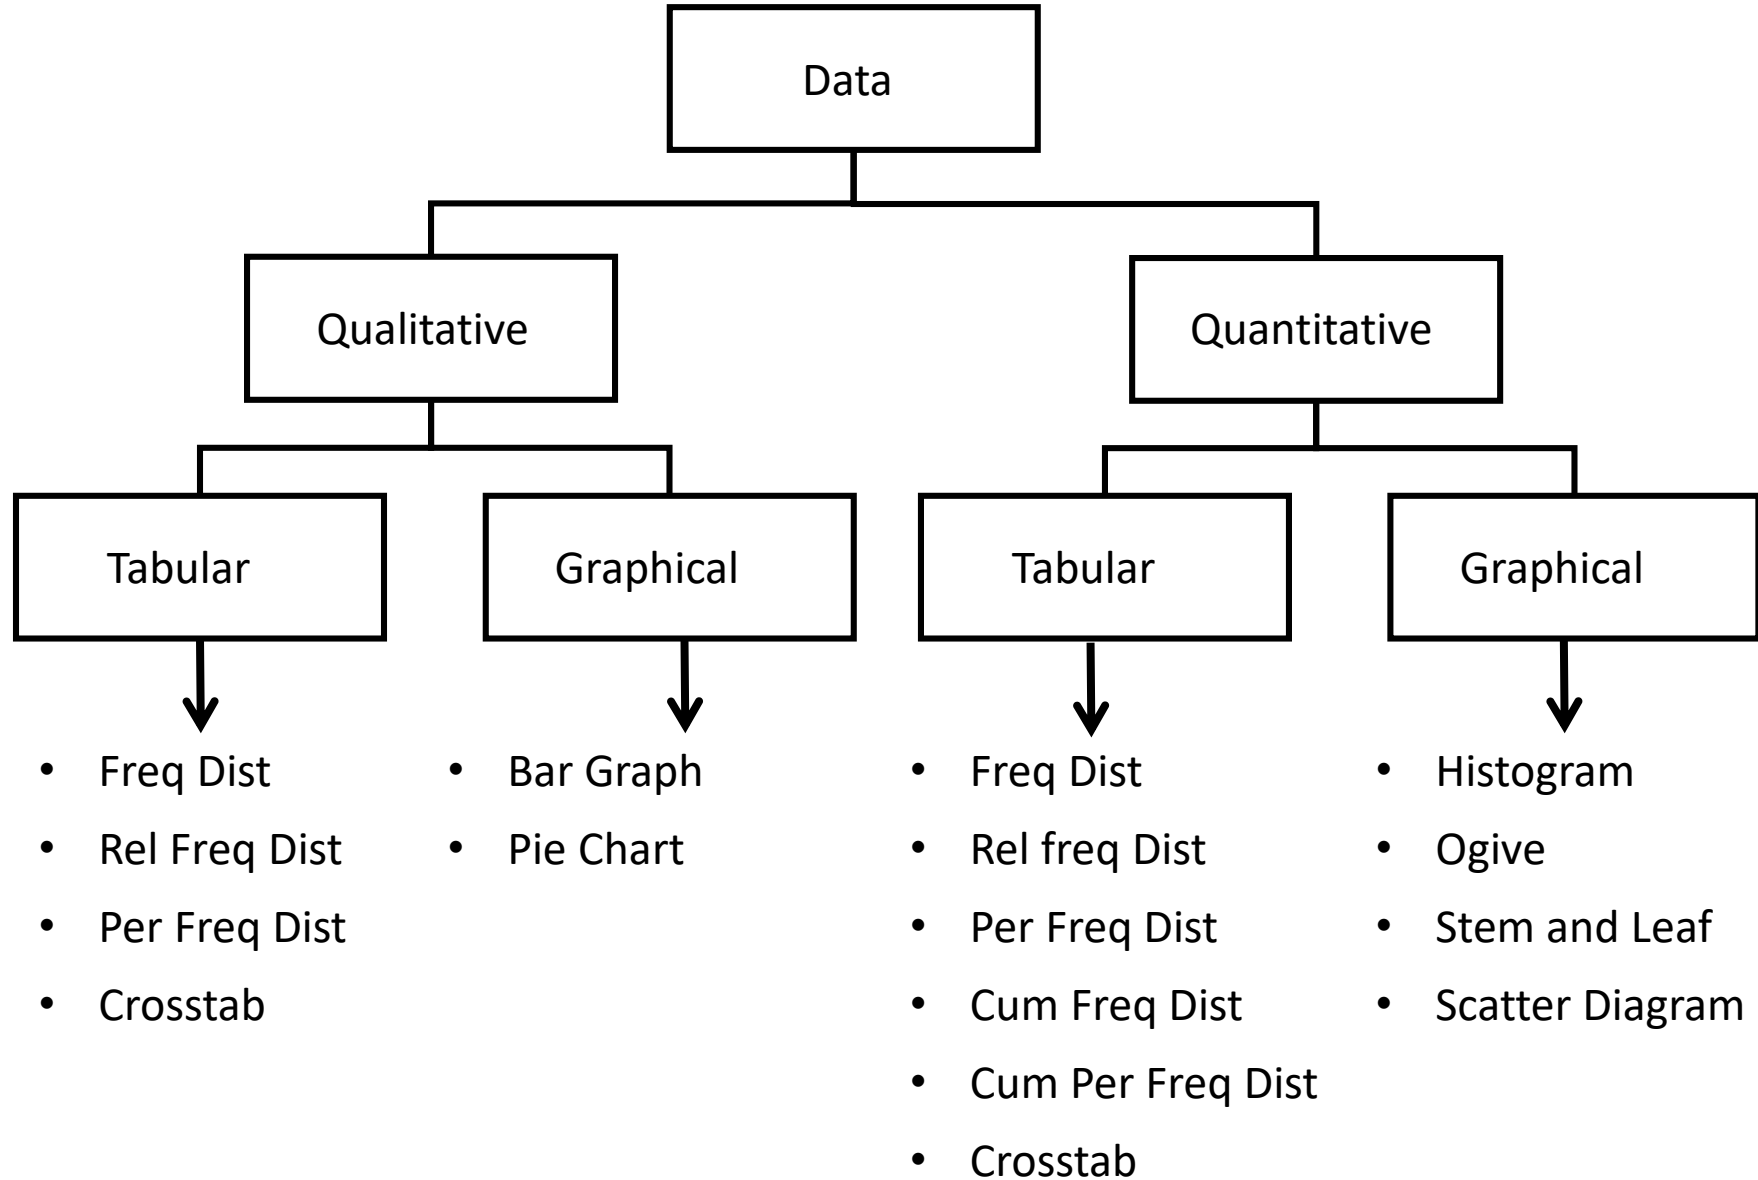 Data
Qualitative
Quantitative
Tabular
Graphical
Tabular
Graphical
• Freq Dist
• Rel Freq Dist
• Per Freq Dist
• Crosstab
• Bar Graph
• Pie Chart
• Freq Dist
• Rel freq Dist
• Per Freq Dist
• Cum Freq Dist
• Cum Per Freq Dist
• Crosstab
• Histogram
• Ogive
• Stem and Leaf
• Scatter Diagram